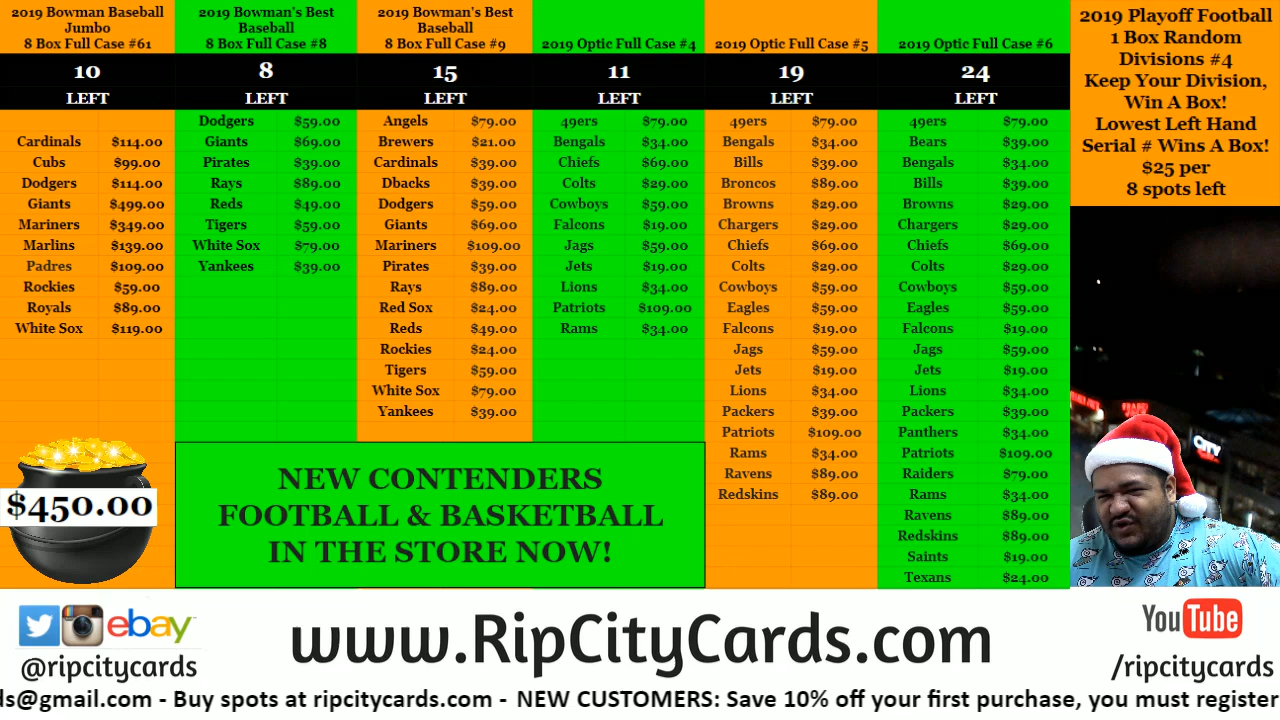 2019 Bowman Baseball
Jumbo
8 Box Full Case #61
10
LEFT
Cardinals $114.00
Cubs $99.00
Dodgers $114.00
Giants $499.00
Mariners $349.00
Marlins $139.00
Padres $109.00
Rockies $59.00
Royals $89.00
White Sox $119.00
$450.00
2019 Bowman's Best
Baseball
8 Box Full Case #8
8
LEFT
Dodgers $59.00
Giants $69.00
Pirates $39.00
Rays $89.00
Reds $49.00
Tigers $59.00
White Sox $79.00
Yankees $39.00
2019 Bowman's Best
Baseball
8 Box Full Case #9
15
LEFT
Angels $79.00
Brewers $21.00
Cardinals $39.00
Dbacks $39.00
Dodgers $59.00
Giants $69.00
Mariners $109.00
Pirates $39.00
Rays $89.00
Red Sox $24.00
Reds $49.00
Rockies $24.00
Tigers $59.00
White Sox $79.00
Yankees $39.00
2019 Optic Full Case #4
11
LEFT
49ers $79.00
Bengals $34.00
Chiefs $69.00
Colts $29.00
Cowboys $59.00
Falcons $19.00
Jags $59.00
Jets $19.00
Lions $34.00
Patriots $109.00
Rams $34.00
NEW CONTENDERS
FOOTBALL & BASKETBALL
IN THE STORE NOW!
2019 Optic Full Case #5
19
LEFT
49ers $79.00
Bengals $34.00
Bills $39.00
Broncos $89.00
Browns $29.00
Chargers $29.00
Chiefs $69.00
Colts $29.00
Cowboys $59.00
Eagles $59.00
Falcons $19.00
Jags $59.00
Jets $19.00
Lions $34.00
Packers $39.00
Patriots $109.00
Rams $34.00
Ravens $89.00
Redskins $89.00
2019 Optic Full Case #6
24
LEFT
49ers $79.00
Bears $39.00
Bengals $34.00
Bills $39.00
Browns $29.00
Chargers $29.00
Chiefs $69.00
Colts $29.00
Cowboys $59.00
Eagles $59.00
Falcons $19.00
Jags $59.00
Jets $19.00
Lions $34.00
Packers $39.00
Panthers $34.00
Patriots $109.00
Raiders $79.00
Rams $34.00
Ravens $89.00
Redskins $89.00
Saints $19.00
Texans $24.00
2019 Playoff Football
1 Box Random
Divisions #4
Keep Your Division,
Win A Box!
Lowest Left Hand
Serial # Wins A Box!
$25 per
8 spots left
CITY
ebay
@ripcitycards
www.RipCityCards.com
YouTube
/ripcitycards
ds@gmail.com - Buy spots at ripcitycards.com - NEW CUSTOMERS: Save 10% off your first purchase, you must register